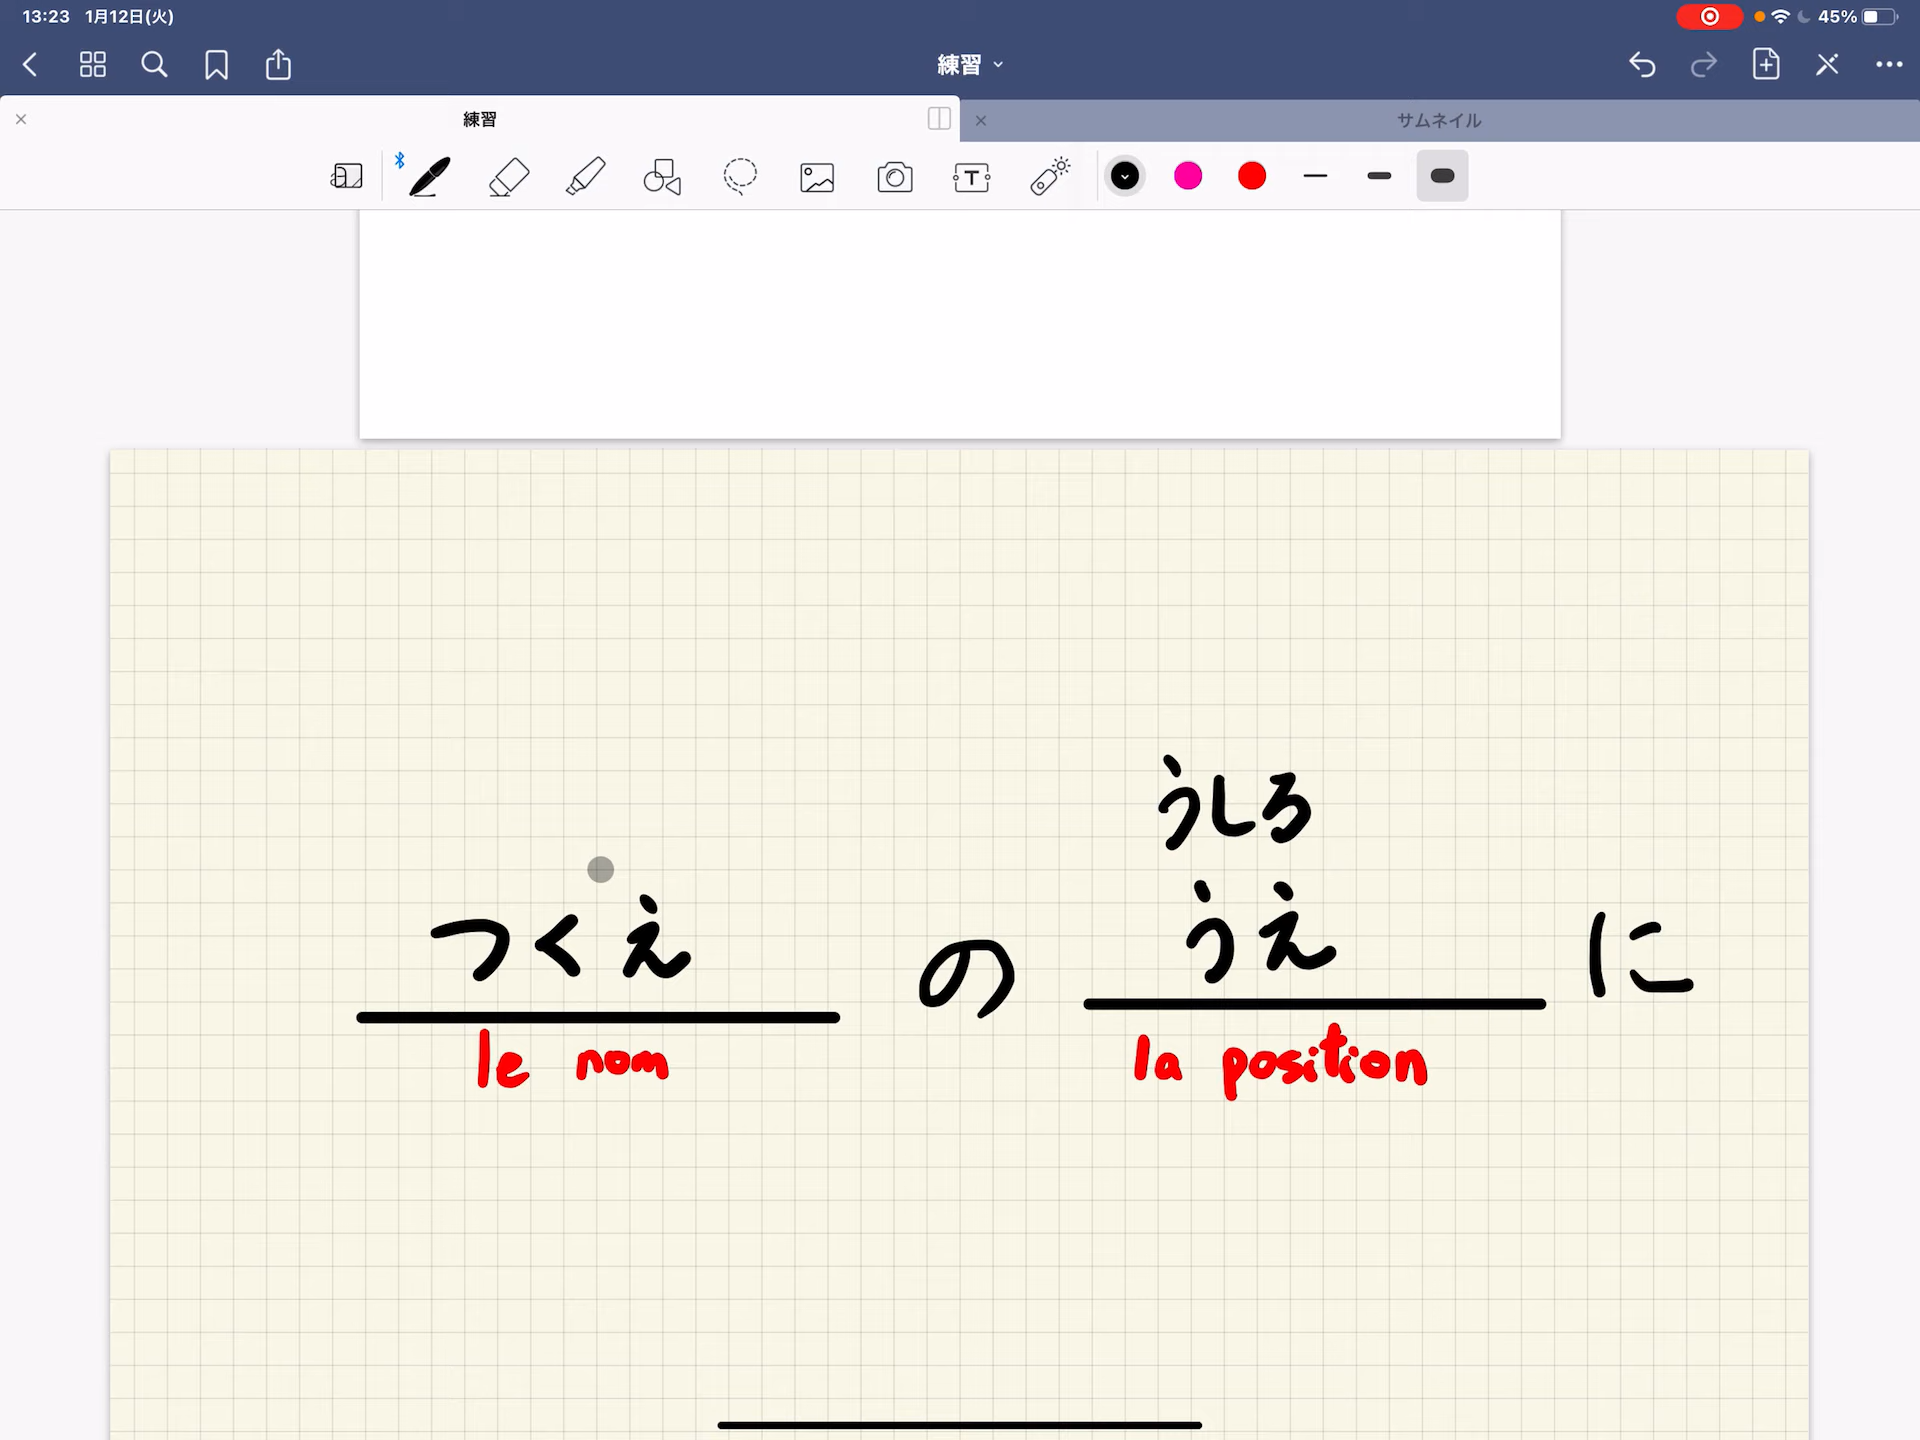 13:23 1月12日(火) 45%
練習
練習 サムネイル
T
うしろ
つくえ の うえ に
le nom la position